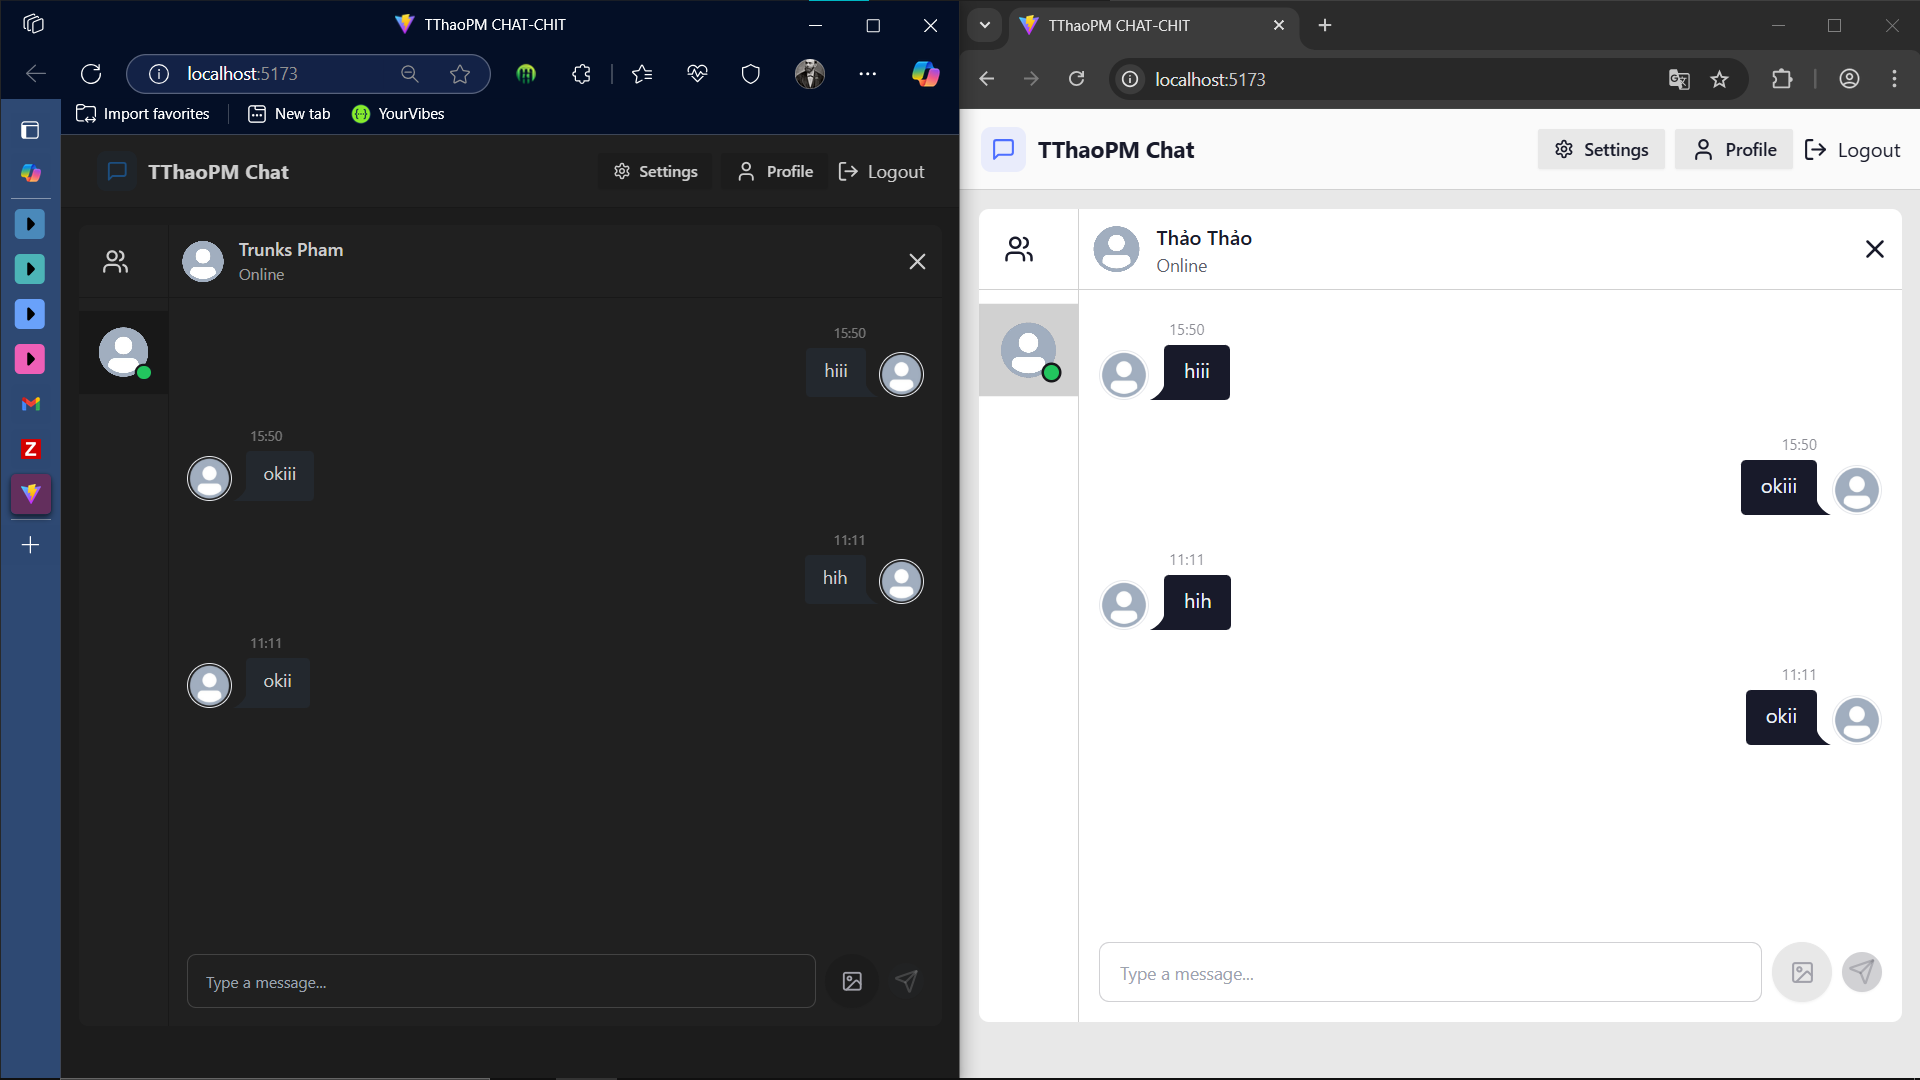 TThaoPM CHAT-CHIT
localhost:5173
Import favorites
New tab
YourVibes
TThaoPM Chat
Settings
Profile
Logout
Trunks Pham
Online
15:50
hiii
15:50
okiii
11:11
hih
11:11
okii
Type a message...
Z
TThaoPM CHAT-CHIT
localhost:5173
TThaoPM Chat
Settings
Profile
Logout
Thảo Thảo
Online
15:50
hiii
15:50
okiii
11:11
hih
11:11
okii
Type a message...